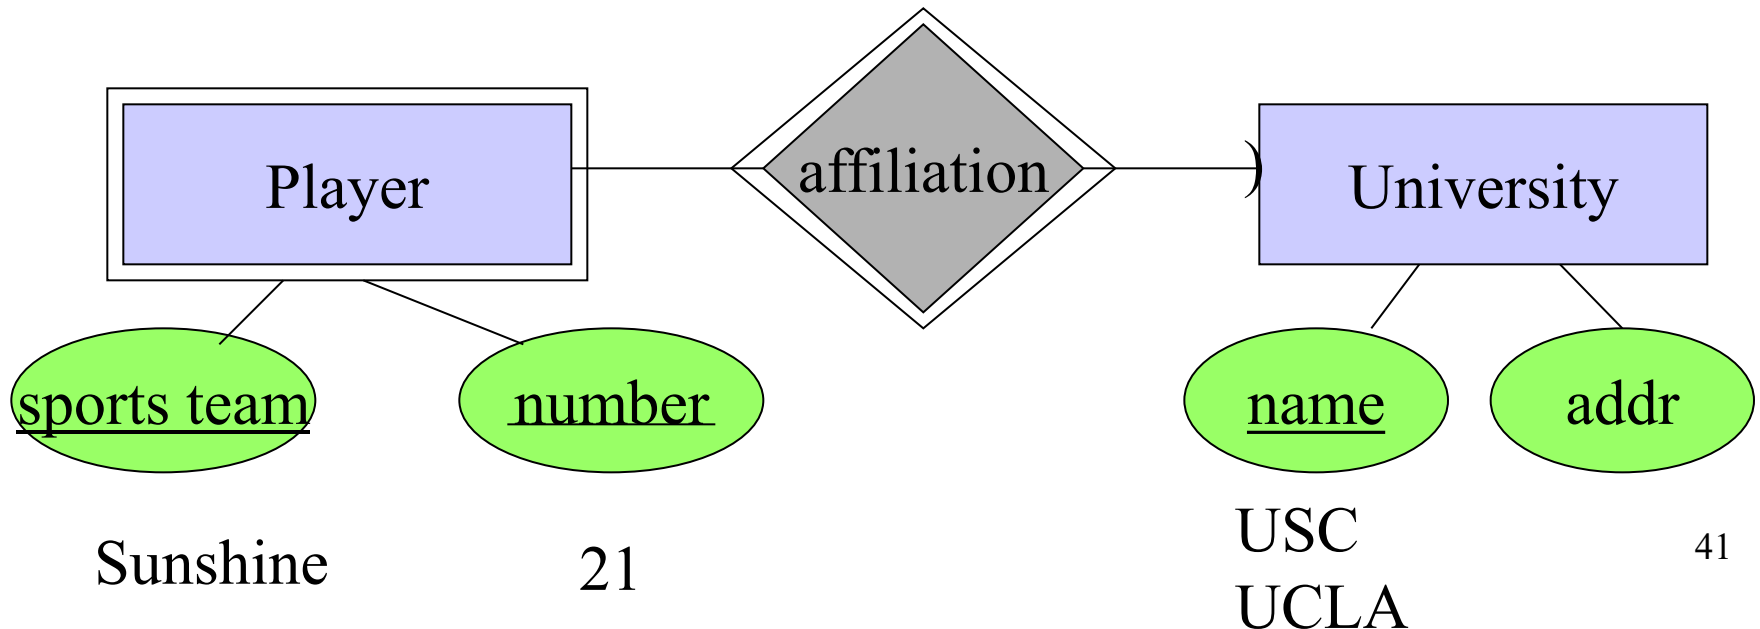 affiliation
Player
University
sports team
number
name
addr
Sunshine
21
USC
UCLA
41